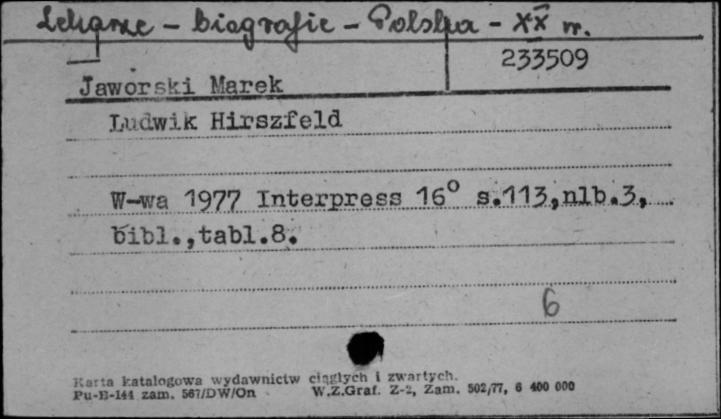 Lekarze - biografie - Polska - XX w.
233509
Jaworski Marek
Ludwik Hirszfeld
W-wa 1977 Interpress 16° s.113,nlb.3,
bibl.,tabl.8.
6
Karta katalogowa wydawnictw ciągłych i zwartych.
Pu-B-144 zam. 567/DW/On W.Z.Graf. Z-2, Zam. 502/77, 6 400 000